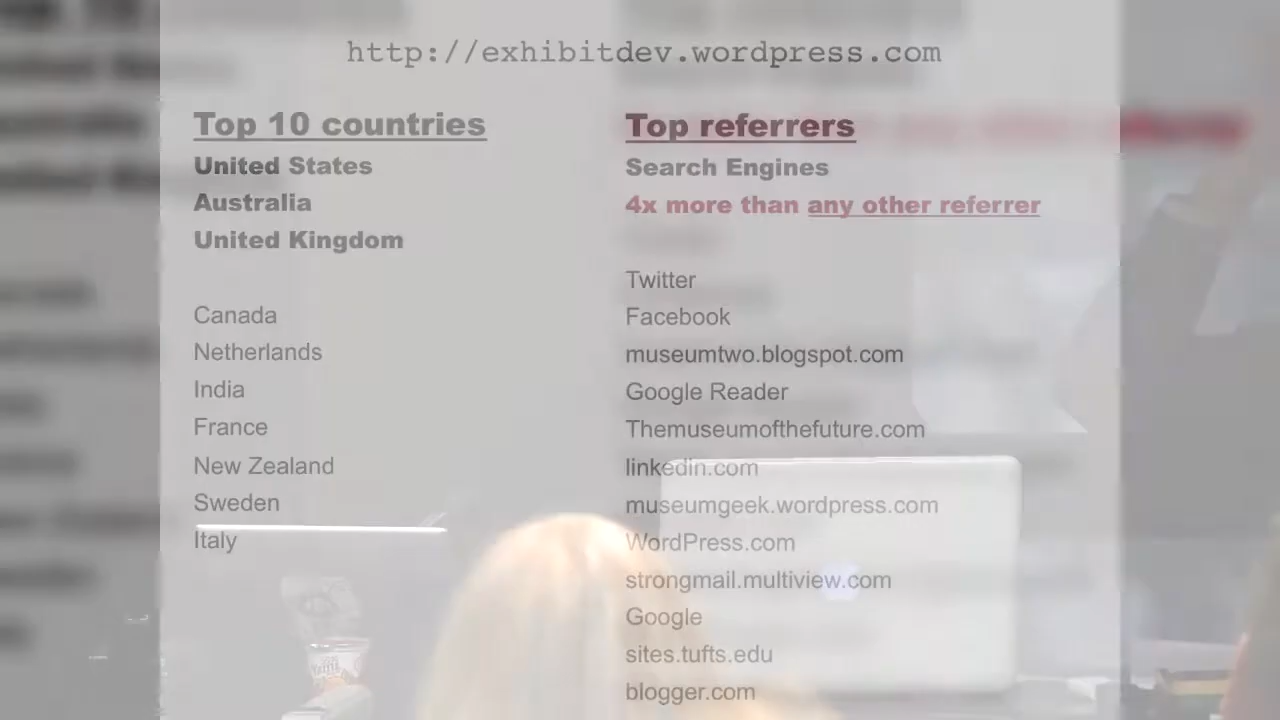 http://exhibitdev.wordpress.com
Top 10 countries
United States
Australia
United Kingdom
Canada
Netherlands
India
France
New Zealand
Sweden
Italy
Top referrers
Search Engines
4x more than any other referrer
Twitter
Facebook
museumtwo.blogspot.com
Google Reader
Themuseumofthefuture.com
linkedin.com
museumgeek.wordpress.com
WordPress.com
strongmail.multiview.com
Google
sites.tufts.edu
blogger.com